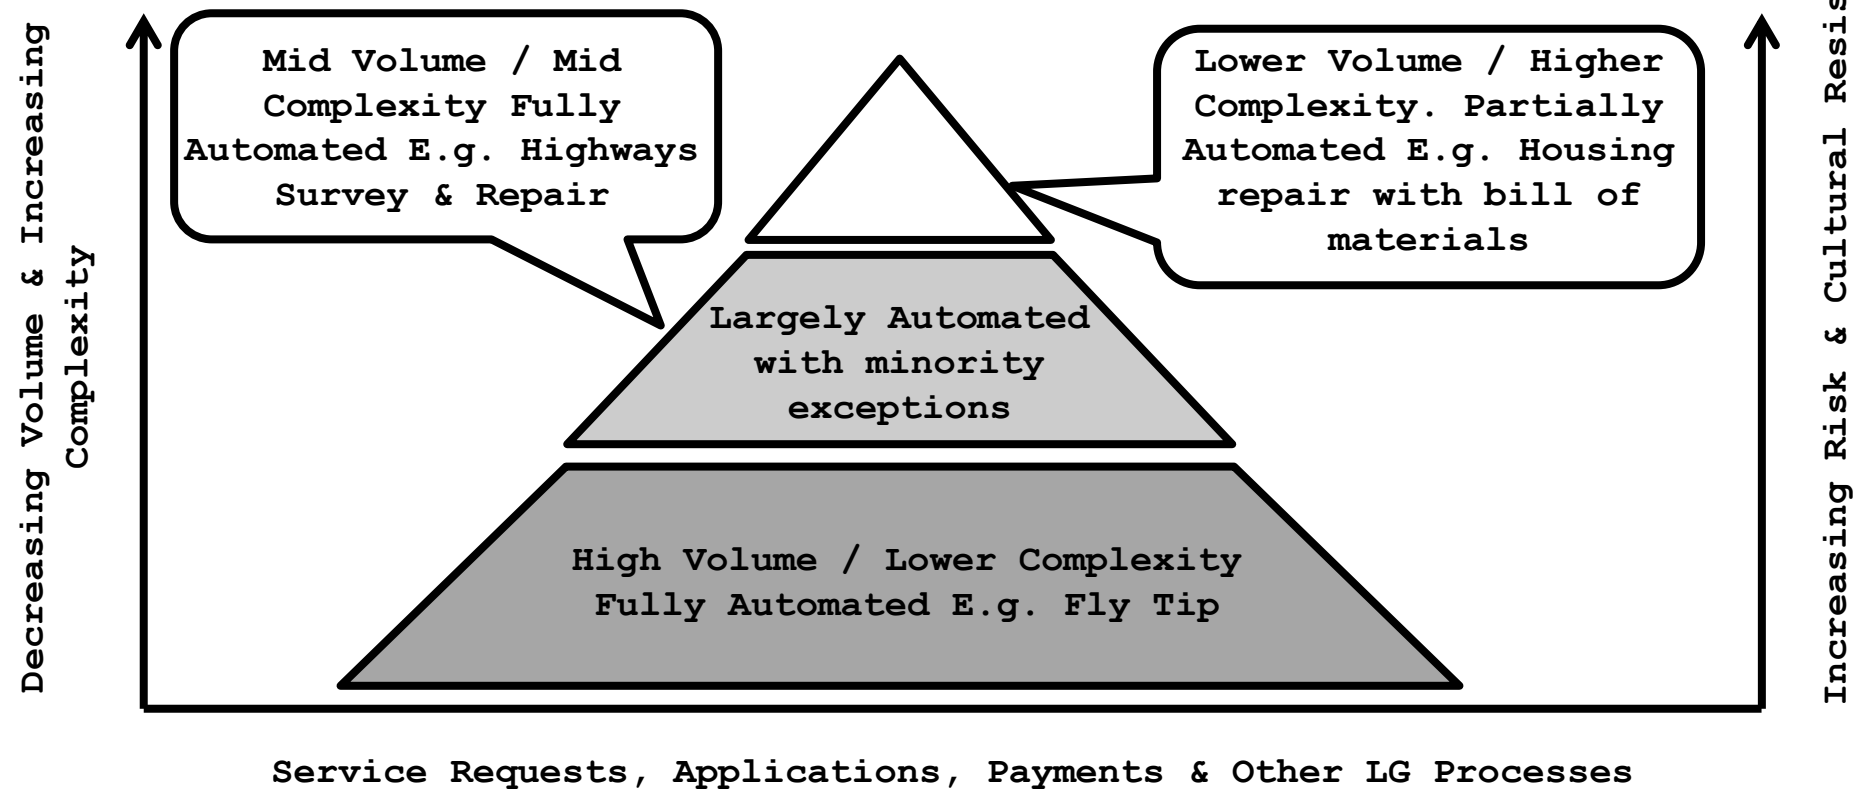 Decreasing Volume & Increasing
Complexity
Mid Volume / Mid
Complexity Fully
Automated E.g. Highways
Survey & Repair
Lower Volume / Higher
Complexity. Partially
Automated E.g. Housing
repair with bill of
materials
Largely Automated
with minority
exceptions
High Volume / Lower Complexity
Fully Automated E.g. Fly Tip
Increasing Risk & Cultural
Service Requests, Applications, Payments & Other LG Processes